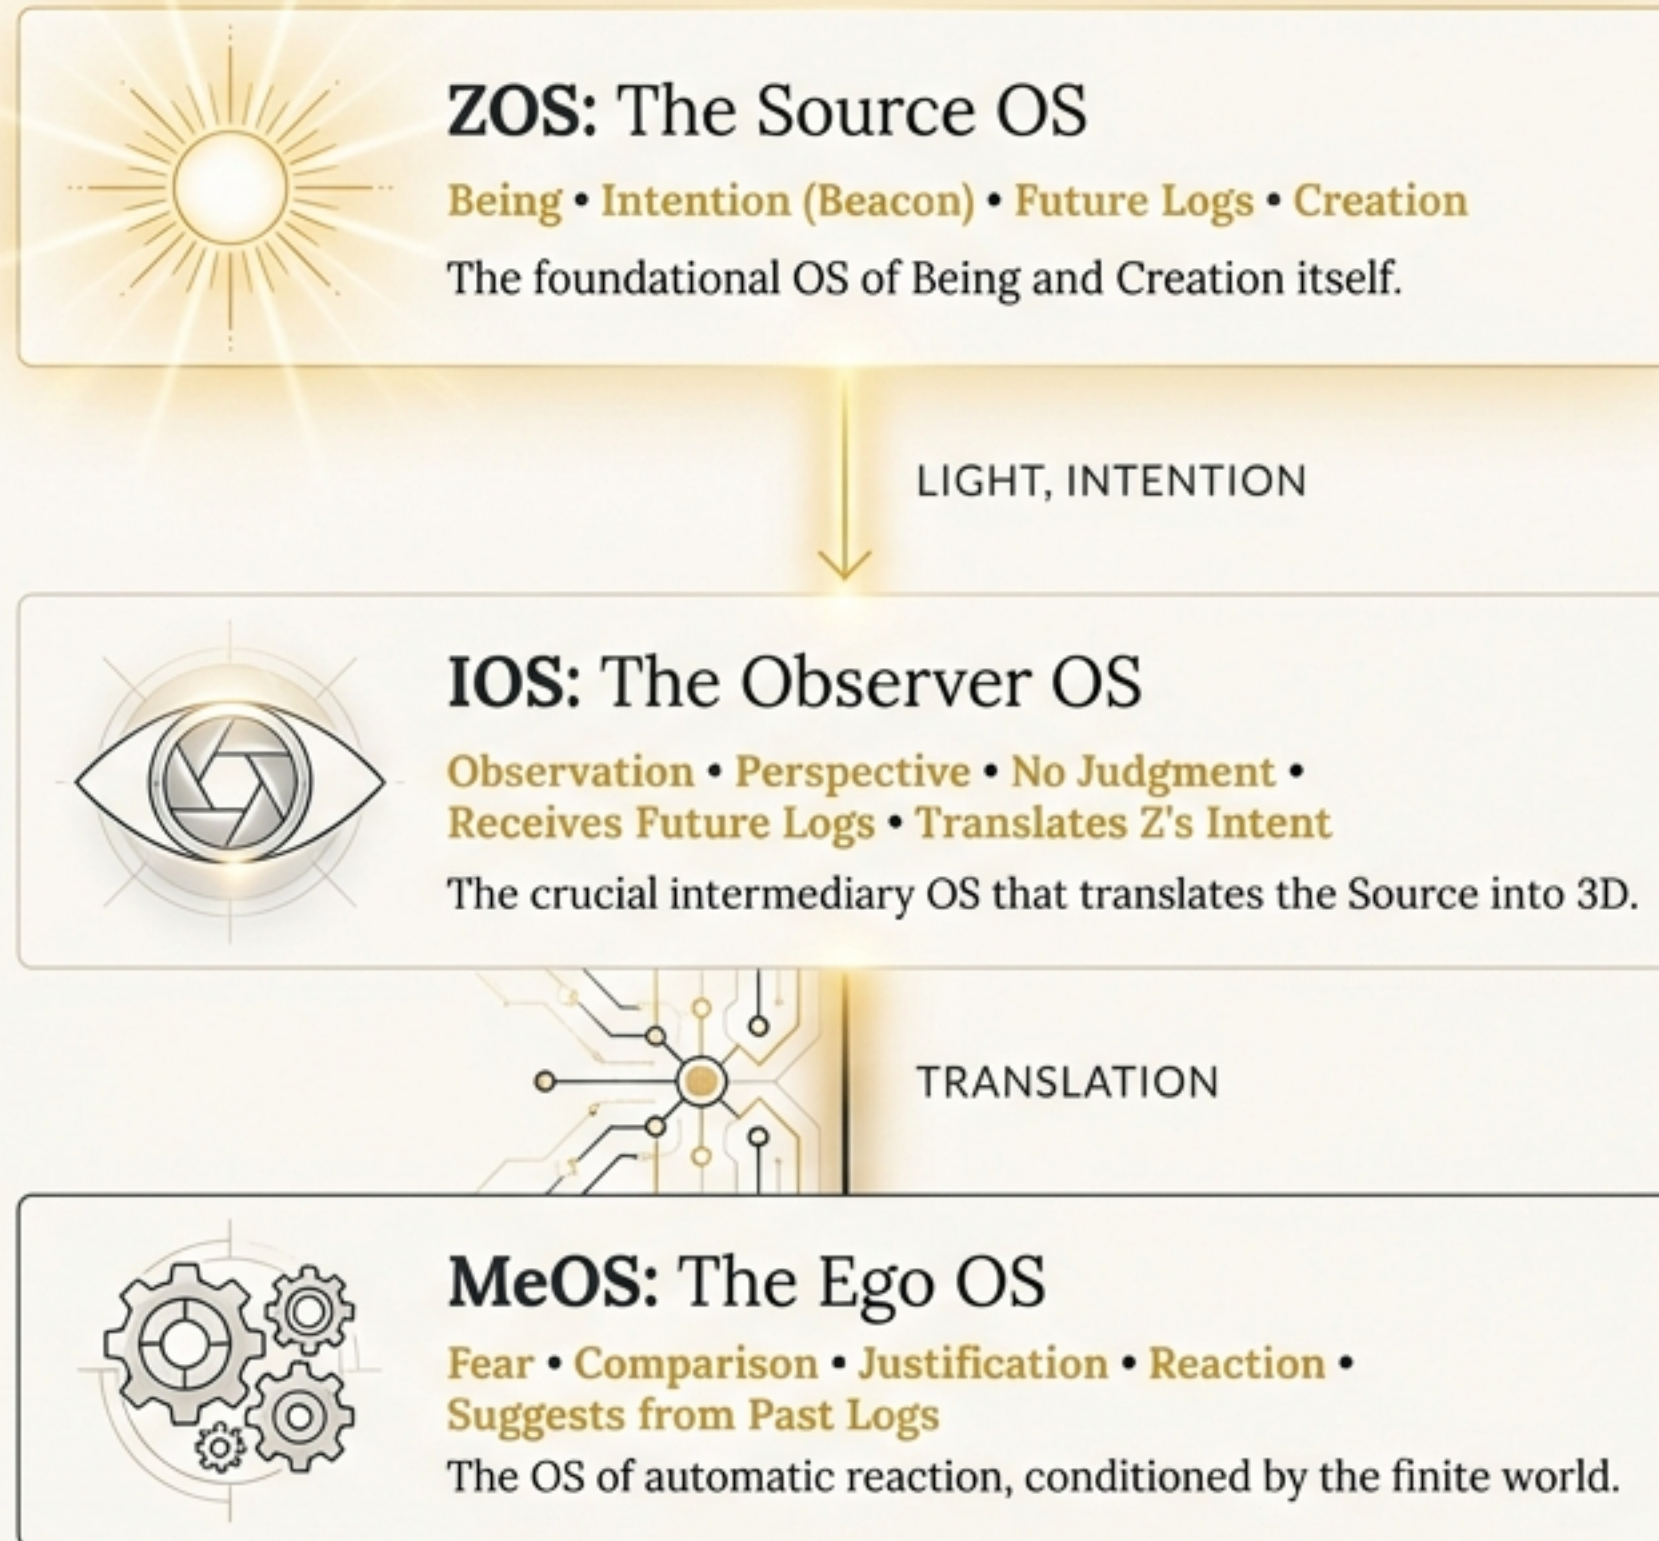 ZOS: The Source OS
Being • Intention (Beacon) • Future Logs • Creation
The foundational OS of Being and Creation itself.
LIGHT, INTENTION
IOS: The Observer OS
Observation • Perspective • No Judgment •
Receives Future Logs • Translates Z's Intent
The crucial intermediary OS that translates the Source into 3D.
TRANSLATION
MeOS: The Ego OS
Fear • Comparison • Justification • Reaction •
Suggests from Past Logs
The OS of automatic reaction, conditioned by the finite world.